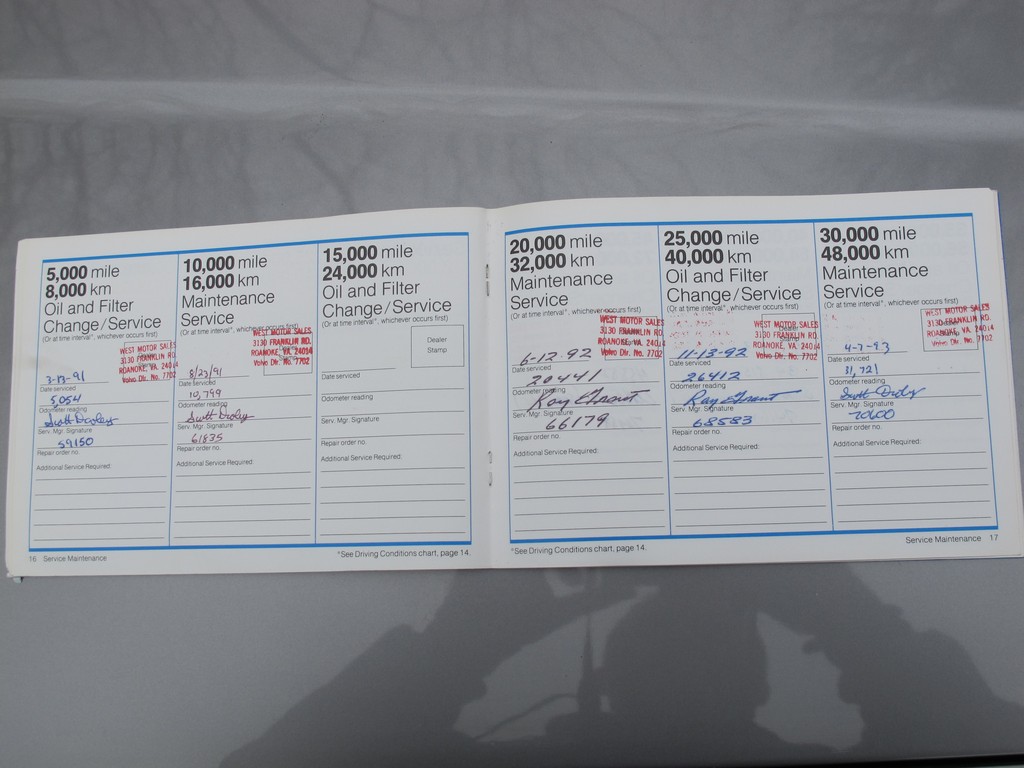 5,000 mile
8,000 km
Oil and Filter
Change/Service
(Or at time interval*, whichever occurs first)
WEST MOTOR SALES
3130 FRANKLIN RD.
ROANOKE, VA. 24014
Volvo Dlr. No. 7702
3-13-91
Date serviced
5,054
Odometer reading
Serv. Mgr. Signature
59150
Repair order no.
Additional Service Required:
10,000 mile
16,000 km
Maintenance
Service
(Or at time interval*, whichever occurs first)
WEST MOTOR SALES
3130 FRANKLIN RD.
ROANOKE, VA. 24014
Volvo Dlr. No. 7702
8/23/91
Date serviced
10,799
Odometer reading
Serv. Mgr. Signature
61835
Repair order no.
Additional Service Required:
15,000 mile
24,000 km
Oil and Filter
Change/Service
(Or at time interval*, whichever occurs first)
Dealer
Stamp
Date serviced
Odometer reading
Serv. Mgr. Signature
Repair order no.
Additional Service Required:
16 Service Maintenance
*See Driving Conditions chart, page 14.
20,000 mile
32,000 km
Maintenance
Service
(Or at time interval*, whichever occurs first)
WEST MOTOR SALES
3130 FRANKLIN RD.
ROANOKE, VA. 24014
Volvo Dlr. No. 7702
6-12-92
Date serviced
20441
Odometer reading
Ray Grant
Serv. Mgr. Signature
66179
Repair order no.
Additional Service Required:
25,000 mile
40,000 km
Oil and Filter
Change/Service
(Or at time interval*, whichever occurs first)
Dealer
WEST MOTOR SALES
3130 FRANKLIN RD.
ROANOKE, VA. 24014
Volvo Dlr. No. 7702
11-13-92
Date serviced
26412
Odometer reading
Ray Grant
Serv. Mgr. Signature
68583
Repair order no.
Additional Service Required:
30,000 mile
48,000 km
Maintenance
Service
(Or at time interval*, whichever occurs first)
WEST MOTOR SALES
3130 FRANKLIN RD.
ROANOKE, VA. 24014
Volvo Dlr. No. 7702
4-7-93
Date serviced
31,721
Odometer reading
Serv. Mgr. Signature
70600
Repair order no.
Additional Service Required:
*See Driving Conditions chart, page 14.
Service Maintenance 17